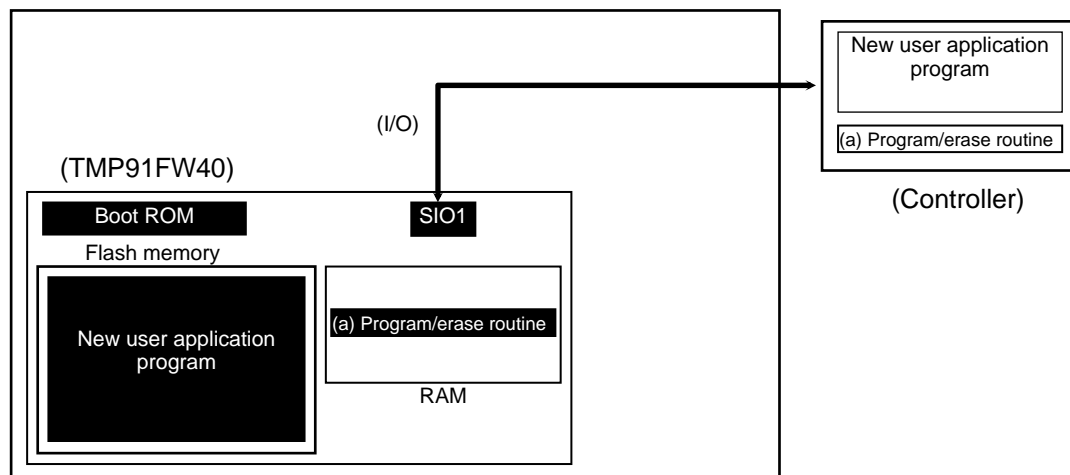 New user application
program
(a) Program/erase routine
(Controller)
(I/O)
(TMP91FW40)
Boot ROM
SIO1
Flash memory
New user application
program
(a) Program/erase routine
RAM